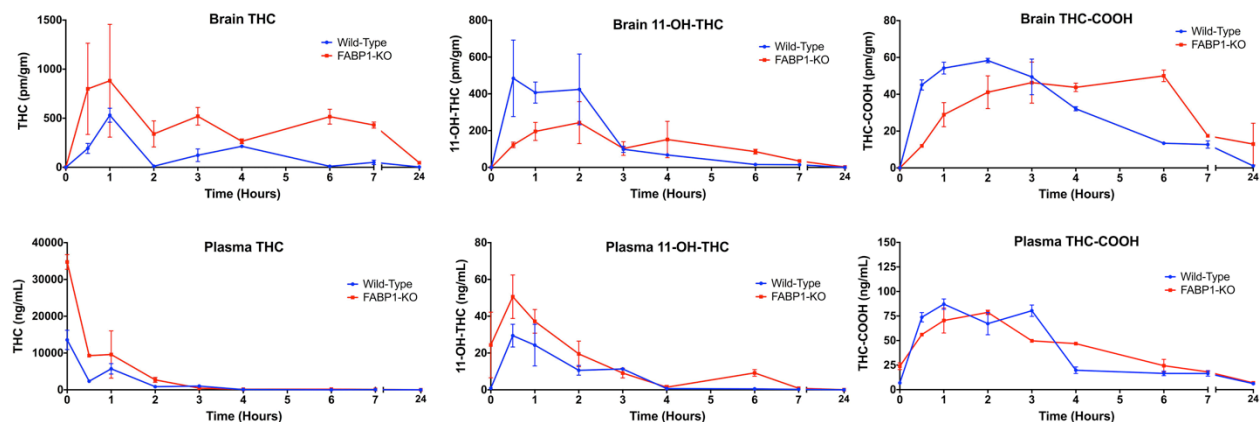 Brain THC
THC (pm/gm)
1500
1000
500
0
Wild-Type
FABP1-KO
0 1 2 3 4 5 6 7 24
Time (Hours)
Brain 11-OH-THC
11-OH-THC (pm/gm)
800
600
400
200
0
Wild-Type
FABP1-KO
0 1 2 3 4 5 6 7 24
Time (Hours)
Brain THC-COOH
THC-COOH (pm/gm)
80
60
40
20
0
Wild-Type
FABP1-KO
0 1 2 3 4 5 6 7 24
Time (Hours)
Plasma THC
THC (ng/mL)
40000
30000
20000
10000
0
Wild-Type
FABP1-KO
0 1 2 3 4 5 6 7 24
Time (Hours)
Plasma 11-OH-THC
11-OH-THC (ng/mL)
80
60
40
20
0
Wild-Type
FABP1-KO
0 1 2 3 4 5 6 7 24
Time (Hours)
Plasma THC-COOH
THC-COOH (ng/mL)
150
125
100
75
50
25
0
Wild-Type
FABP1-KO
0 1 2 3 4 5 6 7 24
Time (Hours)